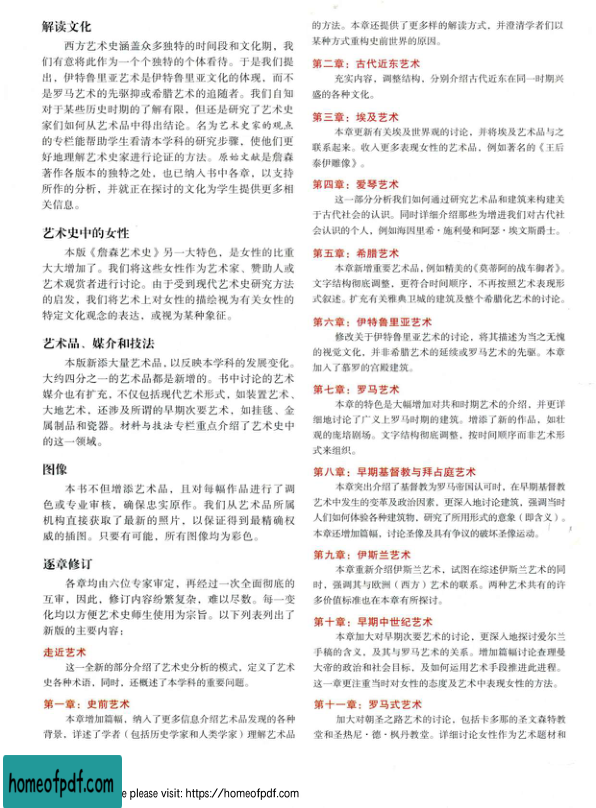 解读文化
西方艺术史涵盖众多独特的时间段和文化期，我
们有意将此作为一个个独特的个体看待。于是我们提
出，伊特鲁里亚艺术是伊特鲁里亚文化的体现，而不
是罗马艺术的先驱抑或希腊艺术的追随者。我们自知
对于某些历史时期的了解有限，但还是研究了艺术史
家们如何从艺术品中得出结论。名为艺术史家的观点
的专栏能帮助学生看清本学科的研究步骤，使他们更
好地理解艺术史家进行论证的方法。原始文献是詹森
著作各版本的独特之处，也已纳入书中各章，以支持
所作的分析，并就正在探讨的文化为学生提供更多相
关信息。
艺术史中的女性
本版《詹森艺术史》另一大特色，是女性的比重
大大增加了。我们将这些女性作为艺术家、赞助人或
艺术观赏者进行讨论。由于受到现代艺术史研究方法
的启发，我们将艺术上对女性的描绘视为有关女性的
特定文化观念的表达，或视为某种象征。
艺术品、媒介和技法
本版新添大量艺术品，以反映本学科的发展变化。
大约四分之一的艺术品都是新增的。书中讨论的艺术
媒介也有扩充，不仅包括现代艺术形式，如装置艺术、
大地艺术，还涉及所谓的早期次要艺术，如挂毯、金
属制品和瓷器。材料与技法专栏重点介绍了艺术史中
的这一领域。
图像
本书不但增添艺术品，且对每幅作品进行了调
色或专业审核，确保忠实原作。我们从艺术品所属
机构直接获取了最新的照片，以保证得到最精确权
威的插图。只要有可能，所有图像均为彩色。
逐章修订
各章均由六位专家审定，再经过一次全面彻底的
互审，因此，修订内容纷繁复杂，难以尽数。每一变
化均以方便艺术史师生使用为宗旨。以下列表列出了
新版的主要内容：
走近艺术
这一全新的部分介绍了艺术史分析的模式，定义了艺术
史各种术语，同时，还概述了本学科的重要问题。
第一章：史前艺术
本章增加篇幅，纳入了更多信息介绍艺术品发现的各种
背景，详述了学者（包括历史学家和人类学家）理解艺术品
的方法。本章还提供了更多样的解读方式，并澄清学者们以
某种方式重构史前世界的原因。
第二章：古代近东艺术
充实内容，调整结构，分别介绍古代近东在同一时期兴
盛的各种文化。
第三章：埃及艺术
本章更新有关埃及世界观的讨论，并将埃及艺术品与之
联系起来。收入更多表现女性的艺术品，例如著名的《王后
泰伊雕像》。
第四章：爱琴艺术
这一部分分析我们如何通过研究艺术品和建筑来构建关
于古代社会的认识。同时详细介绍那些为增进我们对古代社
会认识的个人，例如海因里希·施利曼和阿瑟·埃文斯爵士。
第五章：希腊艺术
本章新增重要艺术品，例如精美的《莫蒂阿的战车御者》。
文字结构彻底调整，更符合时间顺序，不再按照艺术表现形
式叙述。扩充有关雅典卫城的建筑及整个希腊化艺术的讨论。
第六章：伊特鲁里亚艺术
修改关于伊特鲁里亚艺术的讨论，将其描述为当之无愧
的视觉文化，并非希腊艺术的延续或罗马艺术的先驱。本章
加入了慕罗的宫殿建筑。
第七章：罗马艺术
本章的特色是大幅增加对共和时期艺术的介绍，并更详
细地讨论了广义上罗马时期的建筑。增添了新的作品，如壮
观的庞培剧场。文字结构彻底调整，按时间顺序而非艺术形
式来组织。
第八章：早期基督教与拜占庭艺术
本章突出介绍了基督教为罗马帝国认可时，在早期基督教
艺术中发生的变革及政治因素，更深入地讨论建筑，强调当时
人们如何体验各种建筑物，研究了所用形式的意象（即含义）。
本章还增加篇幅，讨论圣像及具有争议的破坏圣像运动。
第九章：伊斯兰艺术
本章重新介绍伊斯兰艺术，试图在综述伊斯兰艺术的同
时，强调其与欧洲（西方）艺术的联系。两种艺术共有的许
多价值标准也在本章有所探讨。
第十章：早期中世纪艺术
本章加大对早期次要艺术的讨论，更深入地探讨爱尔兰
手稿的含义，及其与罗马艺术的关系。增加篇幅讨论查理曼
大帝的政治和社会目标，及如何运用艺术手段推进此进程。
这一章更注重当时对女性的态度及艺术中表现女性的方法。
第十一章：罗马式艺术
加大对朝圣之路艺术的讨论，包括卡多那的圣文森特教
堂和圣热尼·德·枫丹教堂。详细讨论女性作为艺术题材和
homeofpdf.com
e please visit: https://homeofpdf.com